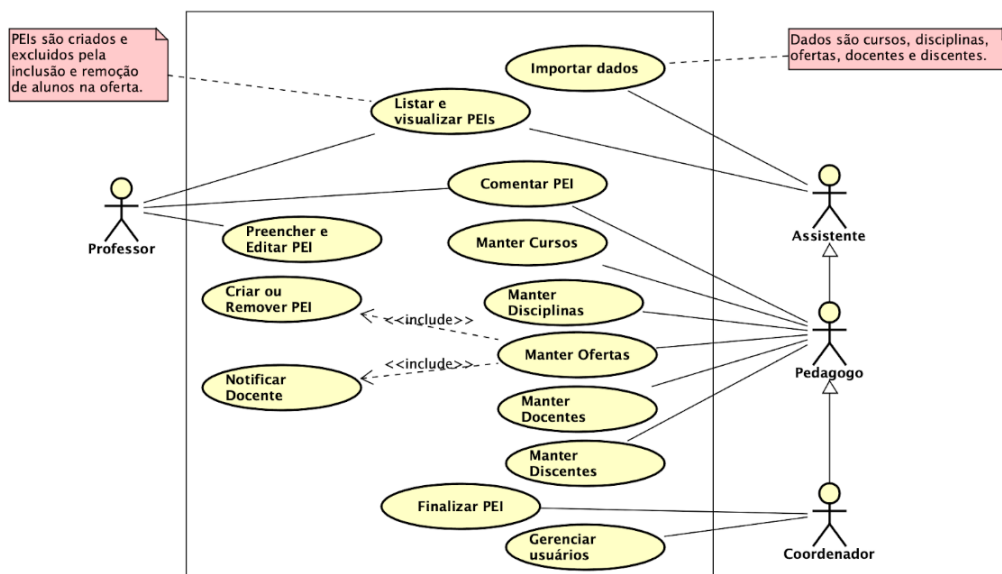 PEIs são criados e
excluidos pela
inclusão e remoção
de alunos na oferta.
Dados são cursos, disciplinas,
ofertas, docentes e discentes.
Importar dados
Listar e
visualizar PEIs
Comentar PEI
Professor
Preencher e
Editar PEI
Manter Cursos
Assistente
Criar ou
Remover PEI
<<include>>
Manter
Disciplinas
Manter Ofertas
<<include>>
Notificar
Docente
Pedagogo
Manter
Docentes
Manter
Discentes
Finalizar PEI
Gerenciar
usuários
Coordenador